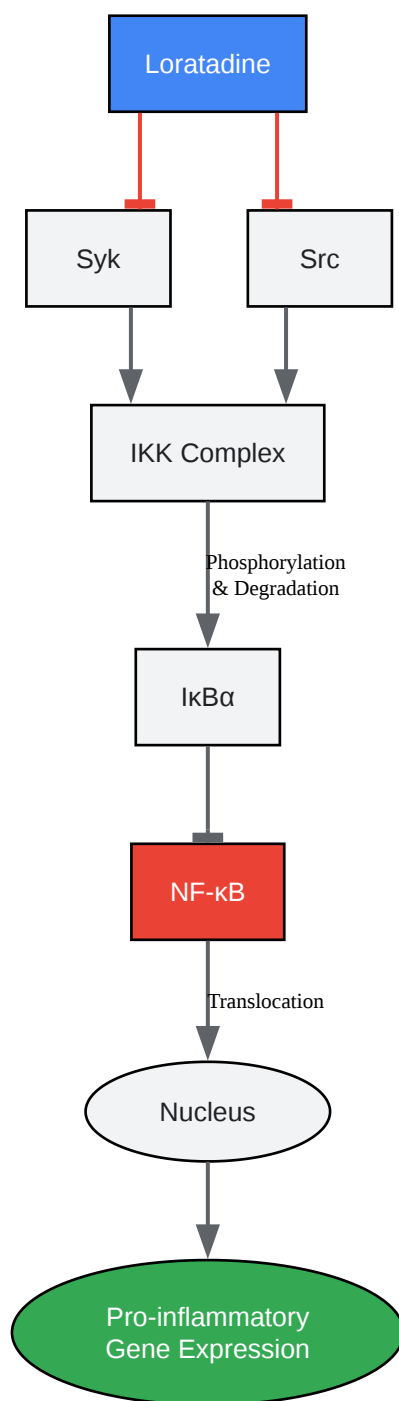 Loratadine
Syk
Src
IKK Complex
Phosphorylation
& Degradation
IκBα
NF-κB
Translocation
Nucleus
Pro-inflammatory
Gene Expression